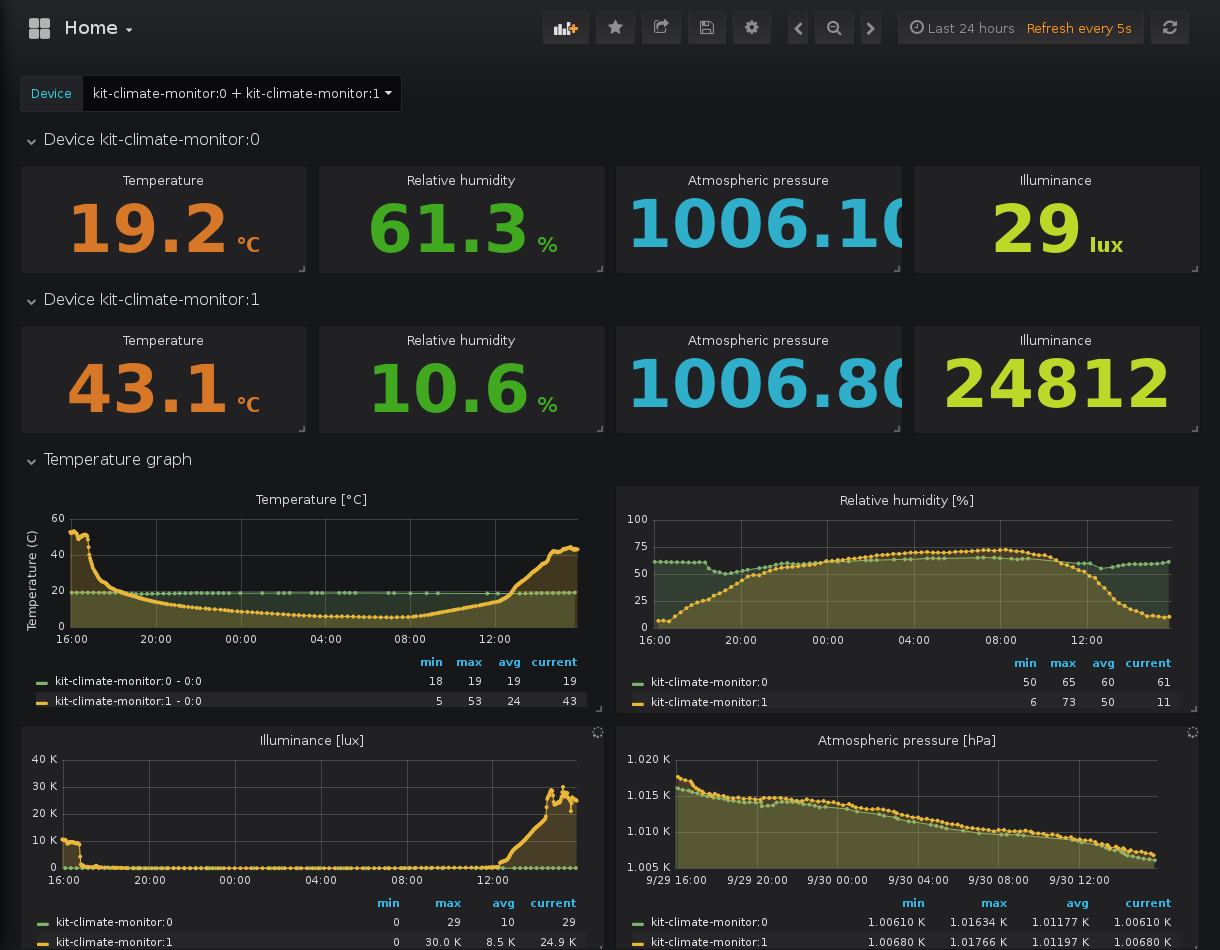 Home
Last 24 hours Refresh every 5s
Device kit-climate-monitor:0 + kit-climate-monitor:1
Device kit-climate-monitor:0
Temperature Relative humidity Atmospheric pressure Illuminance
19.2 °C 61.3 % 1006.10 29 lux
Device kit-climate-monitor:1
Temperature Relative humidity Atmospheric pressure Illuminance
43.1 °C 10.6 % 1006.80 24812
Temperature graph
Temperature [°C]
Temperature (C)
60
40
20
0
16:00 20:00 00:00 04:00 08:00 12:00
min max avg current
kit-climate-monitor:0 - 0:0 18 19 19 19
kit-climate-monitor:1 - 0:0 5 53 24 43
Relative humidity [%]
100
75
50
25
0
16:00 20:00 00:00 04:00 08:00 12:00
min max avg current
kit-climate-monitor:0 50 65 60 61
kit-climate-monitor:1 6 73 50 11
Illuminance [lux]
40 K
30 K
20 K
10 K
0
16:00 20:00 00:00 04:00 08:00 12:00
min max avg current
kit-climate-monitor:0 0 29 10 29
kit-climate-monitor:1 0 30.0 K 8.5 K 24.9 K
Atmospheric pressure [hPa]
1.020 K
1.015 K
1.010 K
1.005 K
9/29 16:00 9/29 20:00 9/30 00:00 9/30 04:00 9/30 08:00 9/30 12:00
min max avg current
kit-climate-monitor:0 1.00610 K 1.01634 K 1.01177 K 1.00610 K
kit-climate-monitor:1 1.00680 K 1.01766 K 1.01197 K 1.00680 K